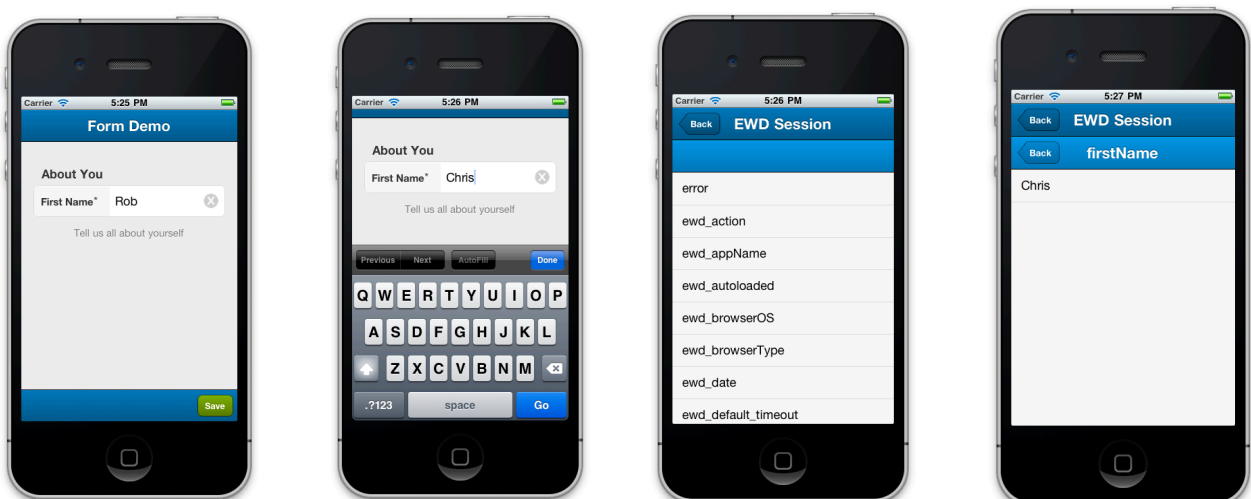 Carrier 5:25 PM
Form Demo
About You
First Name* Rob
Tell us all about yourself
Save
Carrier 5:26 PM
About You
First Name* Chris
Tell us all about yourself
Previous Next AutoFill Done
Q W E R T Y U I O P
A S D F G H J K L
Z X C V B N M
.?123 space Go
Carrier 5:26 PM
Back EWD Session
error
ewd_action
ewd_appName
ewd_autoloaded
ewd_browserOS
ewd_browserType
ewd_date
ewd_default_timeout
Carrier 5:27 PM
Back EWD Session
Back firstName
Chris